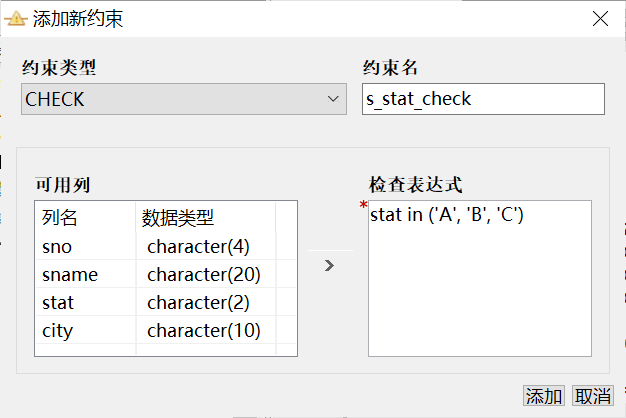 添加新约束
约束类型 约束名
CHECK s_stat_check
可用列 检查表达式
列名 数据类型 *stat in ('A', 'B', 'C')
sno character(4)
sname character(20)
>
stat character(2)
city character(10)
添加 取消